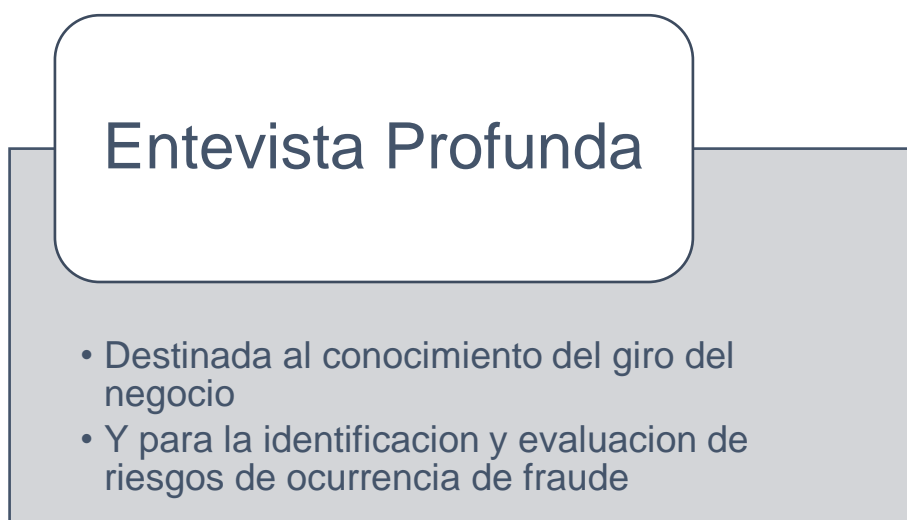 Entevista Profunda
• Destinada al conocimiento del giro del
negocio
• Y para la identificacion y evaluacion de
riesgos de ocurrencia de fraude